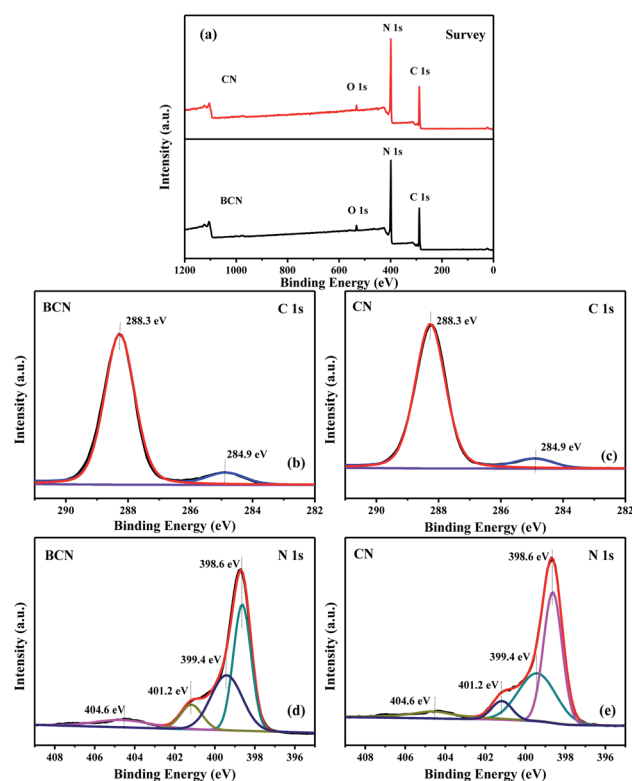 (a)
Survey
N 1s
CN
C 1s
O 1s
N 1s
BCN
C 1s
O 1s
Intensity (a.u.)
1200 1000 800 600 400 200 0
Binding Energy (eV)
BCN
C 1s
288.3 eV
284.9 eV
(b)
Intensity (a.u.)
290 288 286 284 282
Binding Energy (eV)
CN
C 1s
288.3 eV
284.9 eV
(c)
Intensity (a.u.)
290 288 286 284 282
Binding Energy (eV)
BCN
N 1s
398.6 eV
399.4 eV
401.2 eV
404.6 eV
(d)
Intensity (a.u.)
408 406 404 402 400 398 396
Binding Energy (eV)
CN
N 1s
398.6 eV
399.4 eV
401.2 eV
404.6 eV
(e)
Intensity (a.u.)
408 406 404 402 400 398 396
Binding Energy (eV)